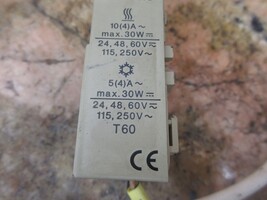 10(4)A ~
max. 30W ⎓
24, 48, 60V ≂
115, 250V ~
5(4)A ~
max. 30W ⎓
24, 48, 60V ≂
115, 250V ~
T60
CE